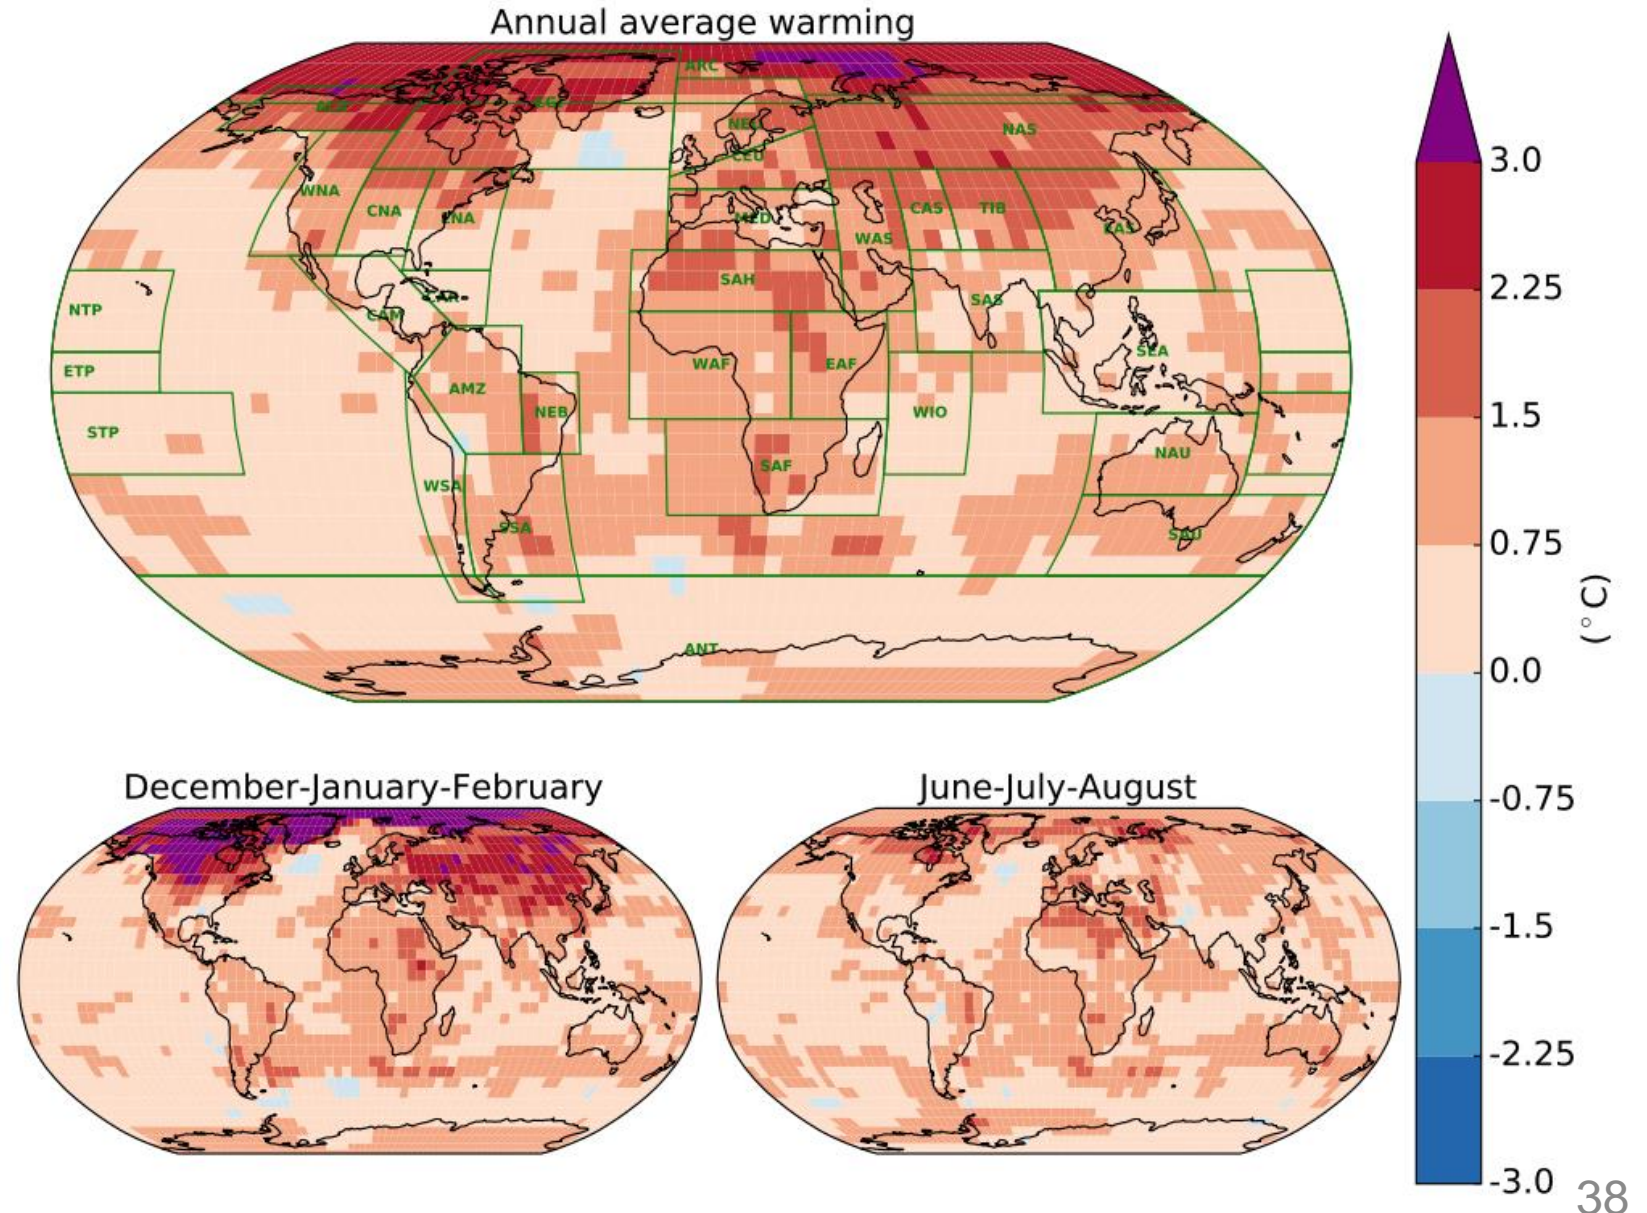 Annual average warming
ARC
ALA
CGI
NEU
NAS
CEU
WNA
CNA
ENA
MED
CAS
TIB
EAS
WAS
SAH
SAS
NTP
CAR
CAM
SEA
ETP
WAF
EAF
AMZ
NEB
WIO
STP
NAU
SAF
WSA
SSA
SAU
ANT
3.0
2.25
1.5
0.75
0.0
-0.75
-1.5
-2.25
-3.0
(°C)
December-January-February
June-July-August
38